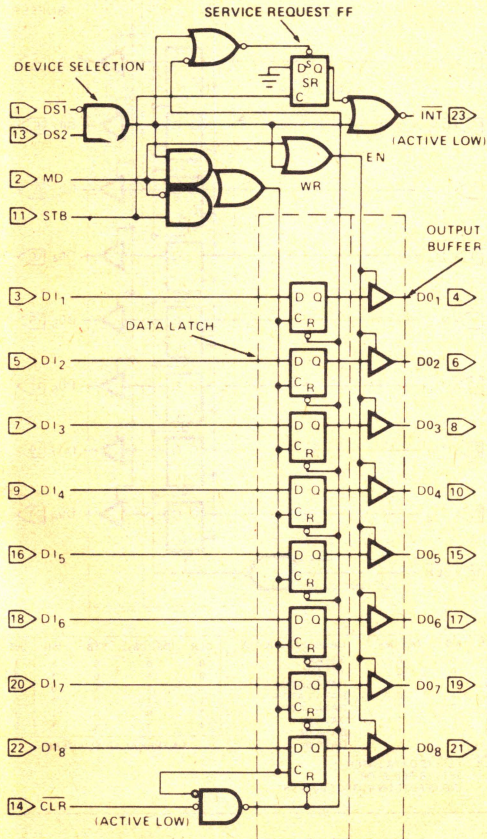 SERVICE REQUEST FF
DEVICE SELECTION
D S Q
SR
C
1 D̅S̅1̅
13 DS2
I̅N̅T̅ 23
(ACTIVE LOW)
2 MD
EN
WR
11 STB
OUTPUT
BUFFER
3 DI1 D Q C R DO1 4
DATA LATCH
5 DI2 D Q C R DO2 6
7 DI3 D Q C R DO3 8
9 DI4 D Q C R DO4 10
16 DI5 D Q C R DO5 15
18 DI6 D Q C R DO6 17
20 DI7 D Q C R DO7 19
22 DI8 D Q C R DO8 21
14 C̅L̅R̅
(ACTIVE LOW)